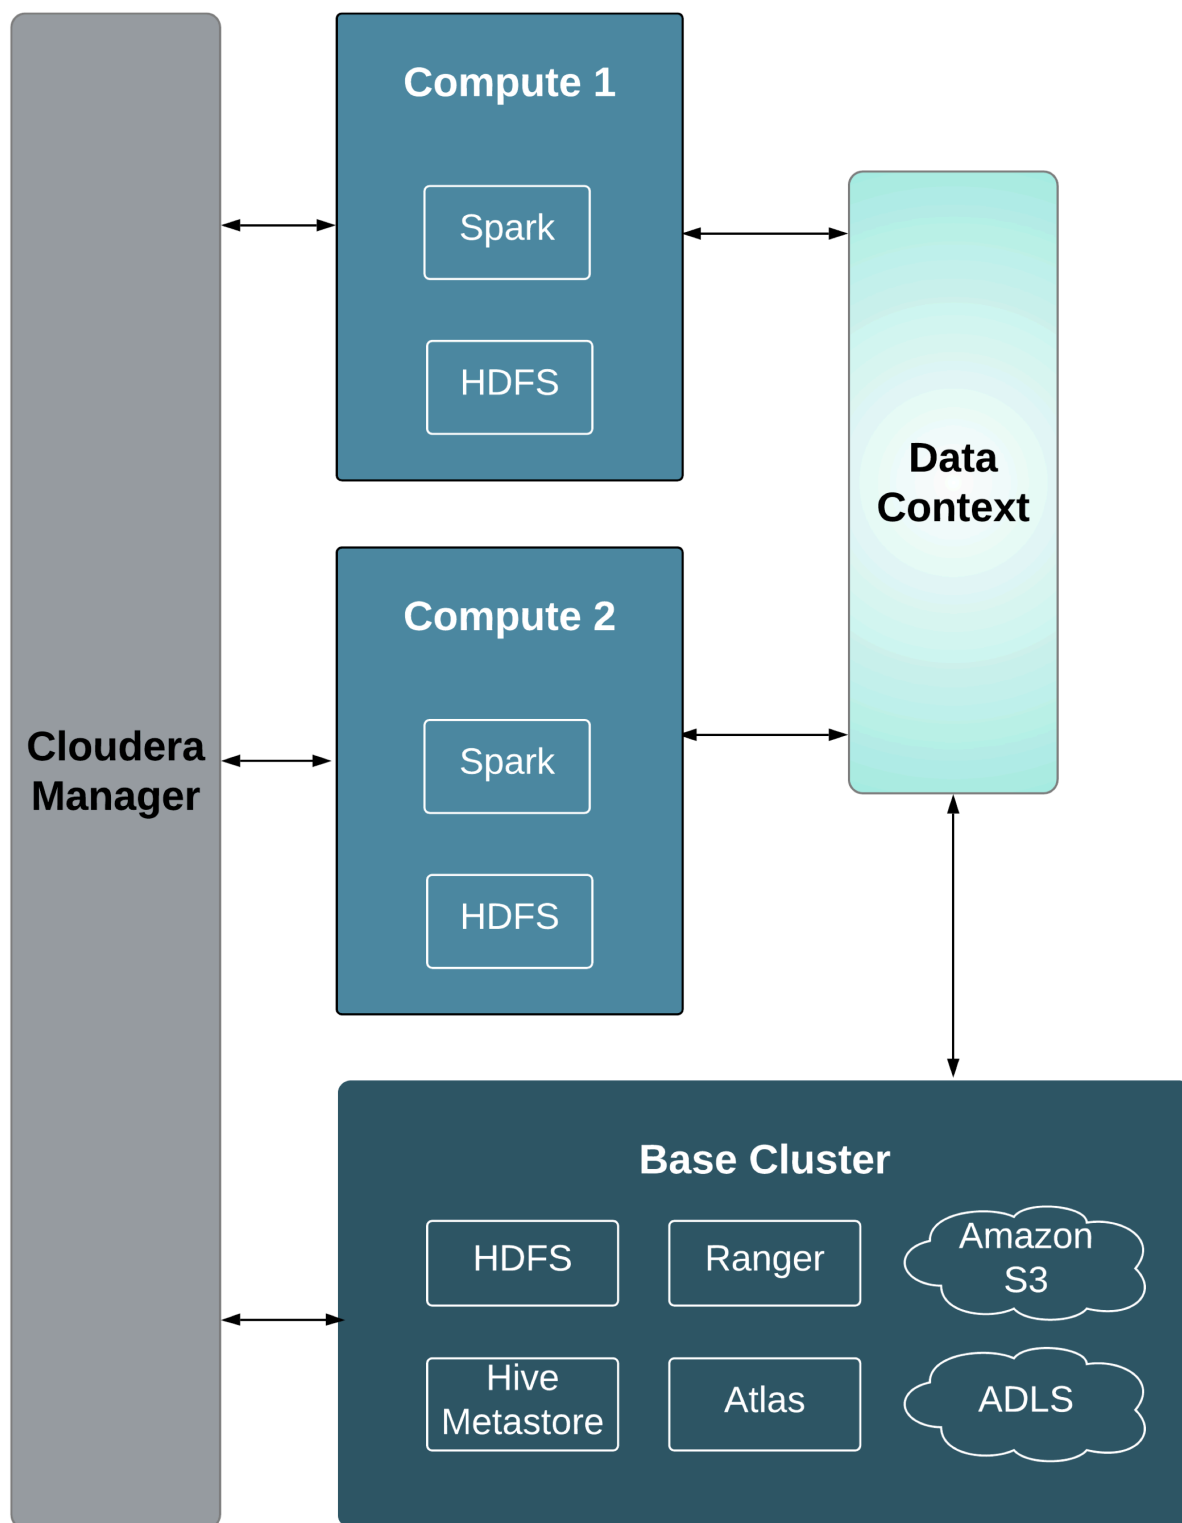 Cloudera
Manager
Compute 1
Spark
HDFS
Compute 2
Spark
HDFS
Data
Context
Base Cluster
HDFS
Ranger
Amazon
S3
Hive
Metastore
Atlas
ADLS